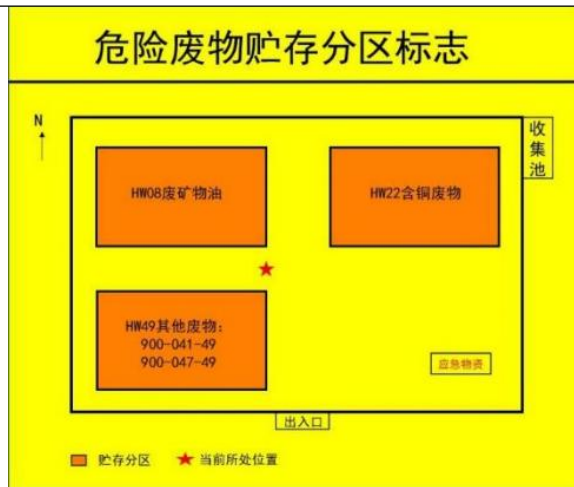 危险废物贮存分区标志
N
收集池
HW08废矿物油
HW22含铜废物
HW49其他废物：
900-041-49
900-047-49
应急物资
出入口
贮存分区
当前所处位置